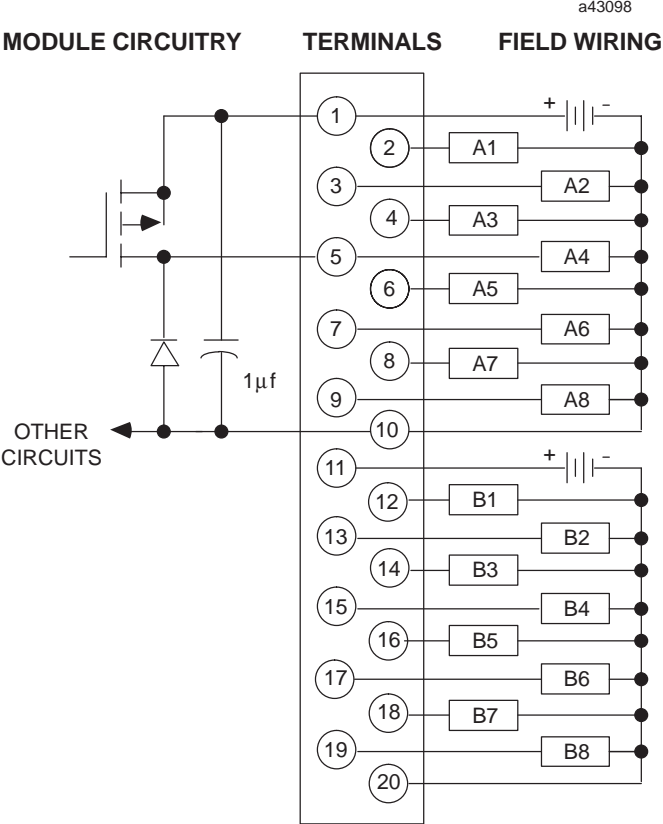 a43098
MODULE CIRCUITRY TERMINALS FIELD WIRING
1 + -
2 A1
3 A2
4 A3
5 A4
6 A5
7 A6
8 A7
1µf
9 A8
10
OTHER
CIRCUITS
11 + -
12 B1
13 B2
14 B3
15 B4
16 B5
17 B6
18 B7
19 B8
20